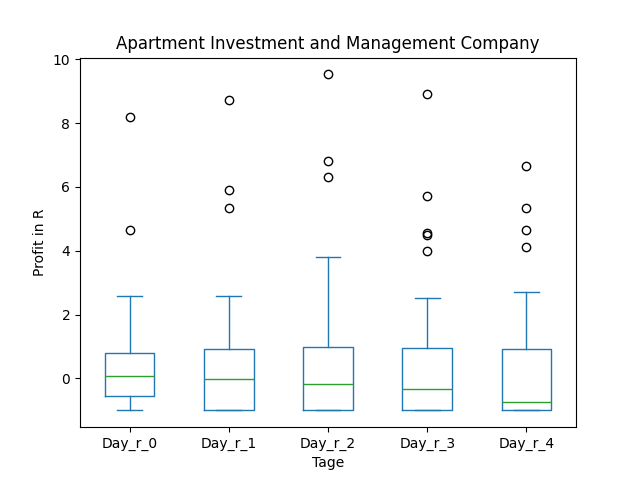 Apartment Investment and Management Company
Profit in R
10
8
6
4
2
0
Day_r_0 Day_r_1 Day_r_2 Day_r_3 Day_r_4
Tage